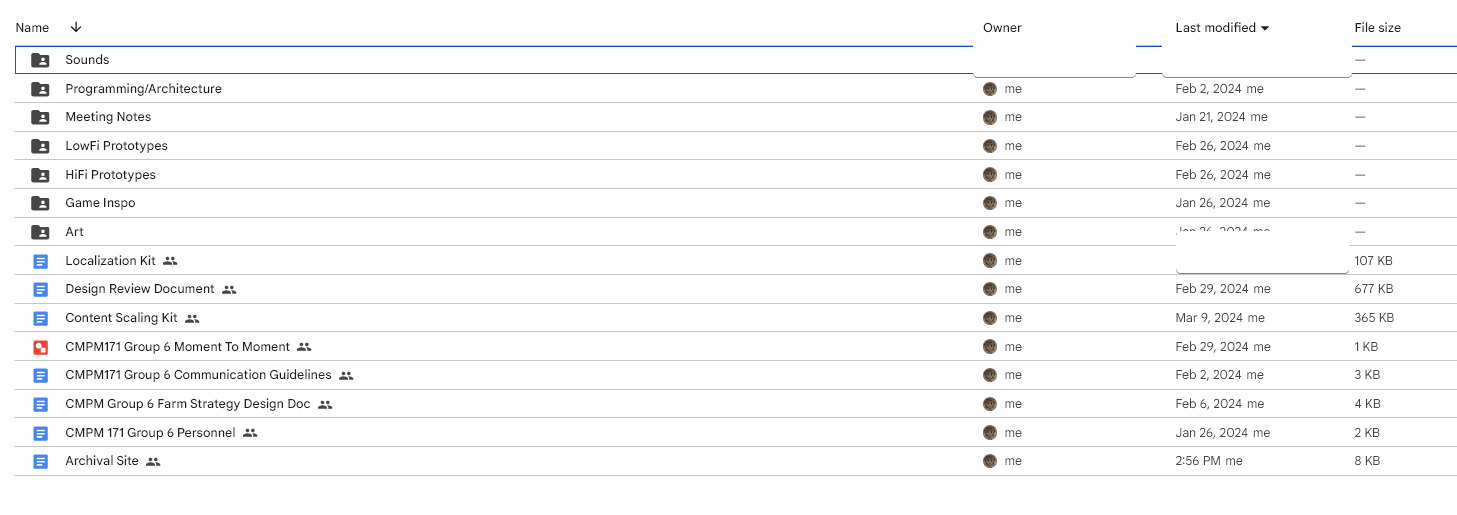 Name Owner Last modified File size
Sounds —
Programming/Architecture me Feb 2, 2024 me —
Meeting Notes me Jan 21, 2024 me —
LowFi Prototypes me Feb 26, 2024 me —
HiFi Prototypes me Feb 26, 2024 me —
Game Inspo me Jan 26, 2024 me —
Art me —
Localization Kit me 107 KB
Design Review Document me Feb 29, 2024 me 677 KB
Content Scaling Kit me Mar 9, 2024 me 365 KB
CMPM171 Group 6 Moment To Moment me Feb 29, 2024 me 1 KB
CMPM171 Group 6 Communication Guidelines me Feb 2, 2024 me 3 KB
CMPM Group 6 Farm Strategy Design Doc me Feb 6, 2024 me 4 KB
CMPM 171 Group 6 Personnel me Jan 26, 2024 me 2 KB
Archival Site me 2:56 PM me 8 KB